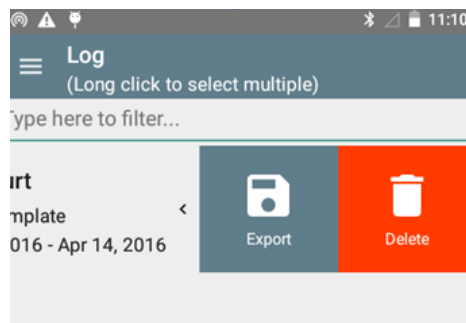 11:10
Log
(Long click to select multiple)
Type here to filter...
urt
mplate
016 - Apr 14, 2016
Export
Delete